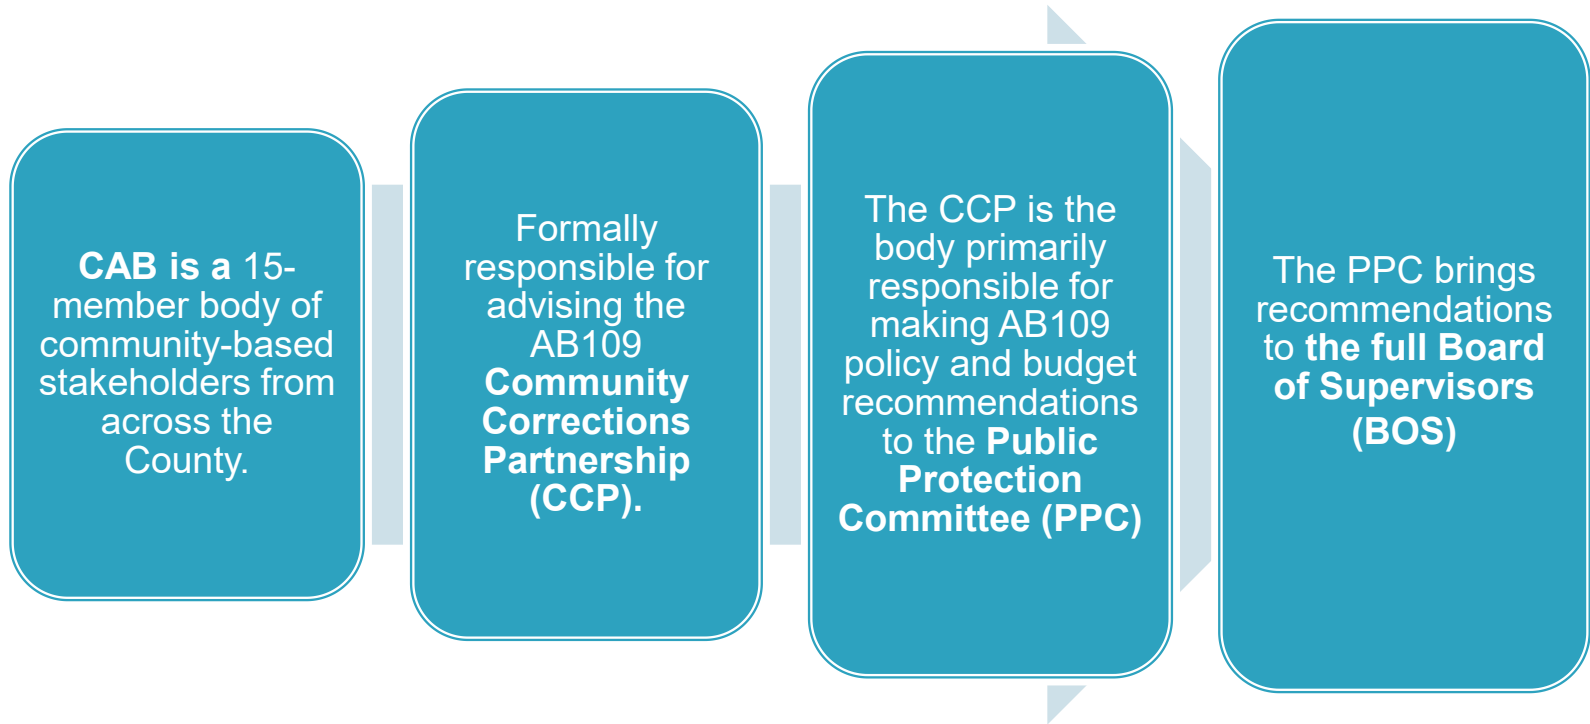 CAB is a 15-
member body of
community-based
stakeholders from
across the
County.
Formally
responsible for
advising the
AB109
Community
Corrections
Partnership
(CCP).
The CCP is the
body primarily
responsible for
making AB109
policy and budget
recommendations
to the Public
Protection
Committee (PPC)
The PPC brings
recommendations
to the full Board
of Supervisors
(BOS)